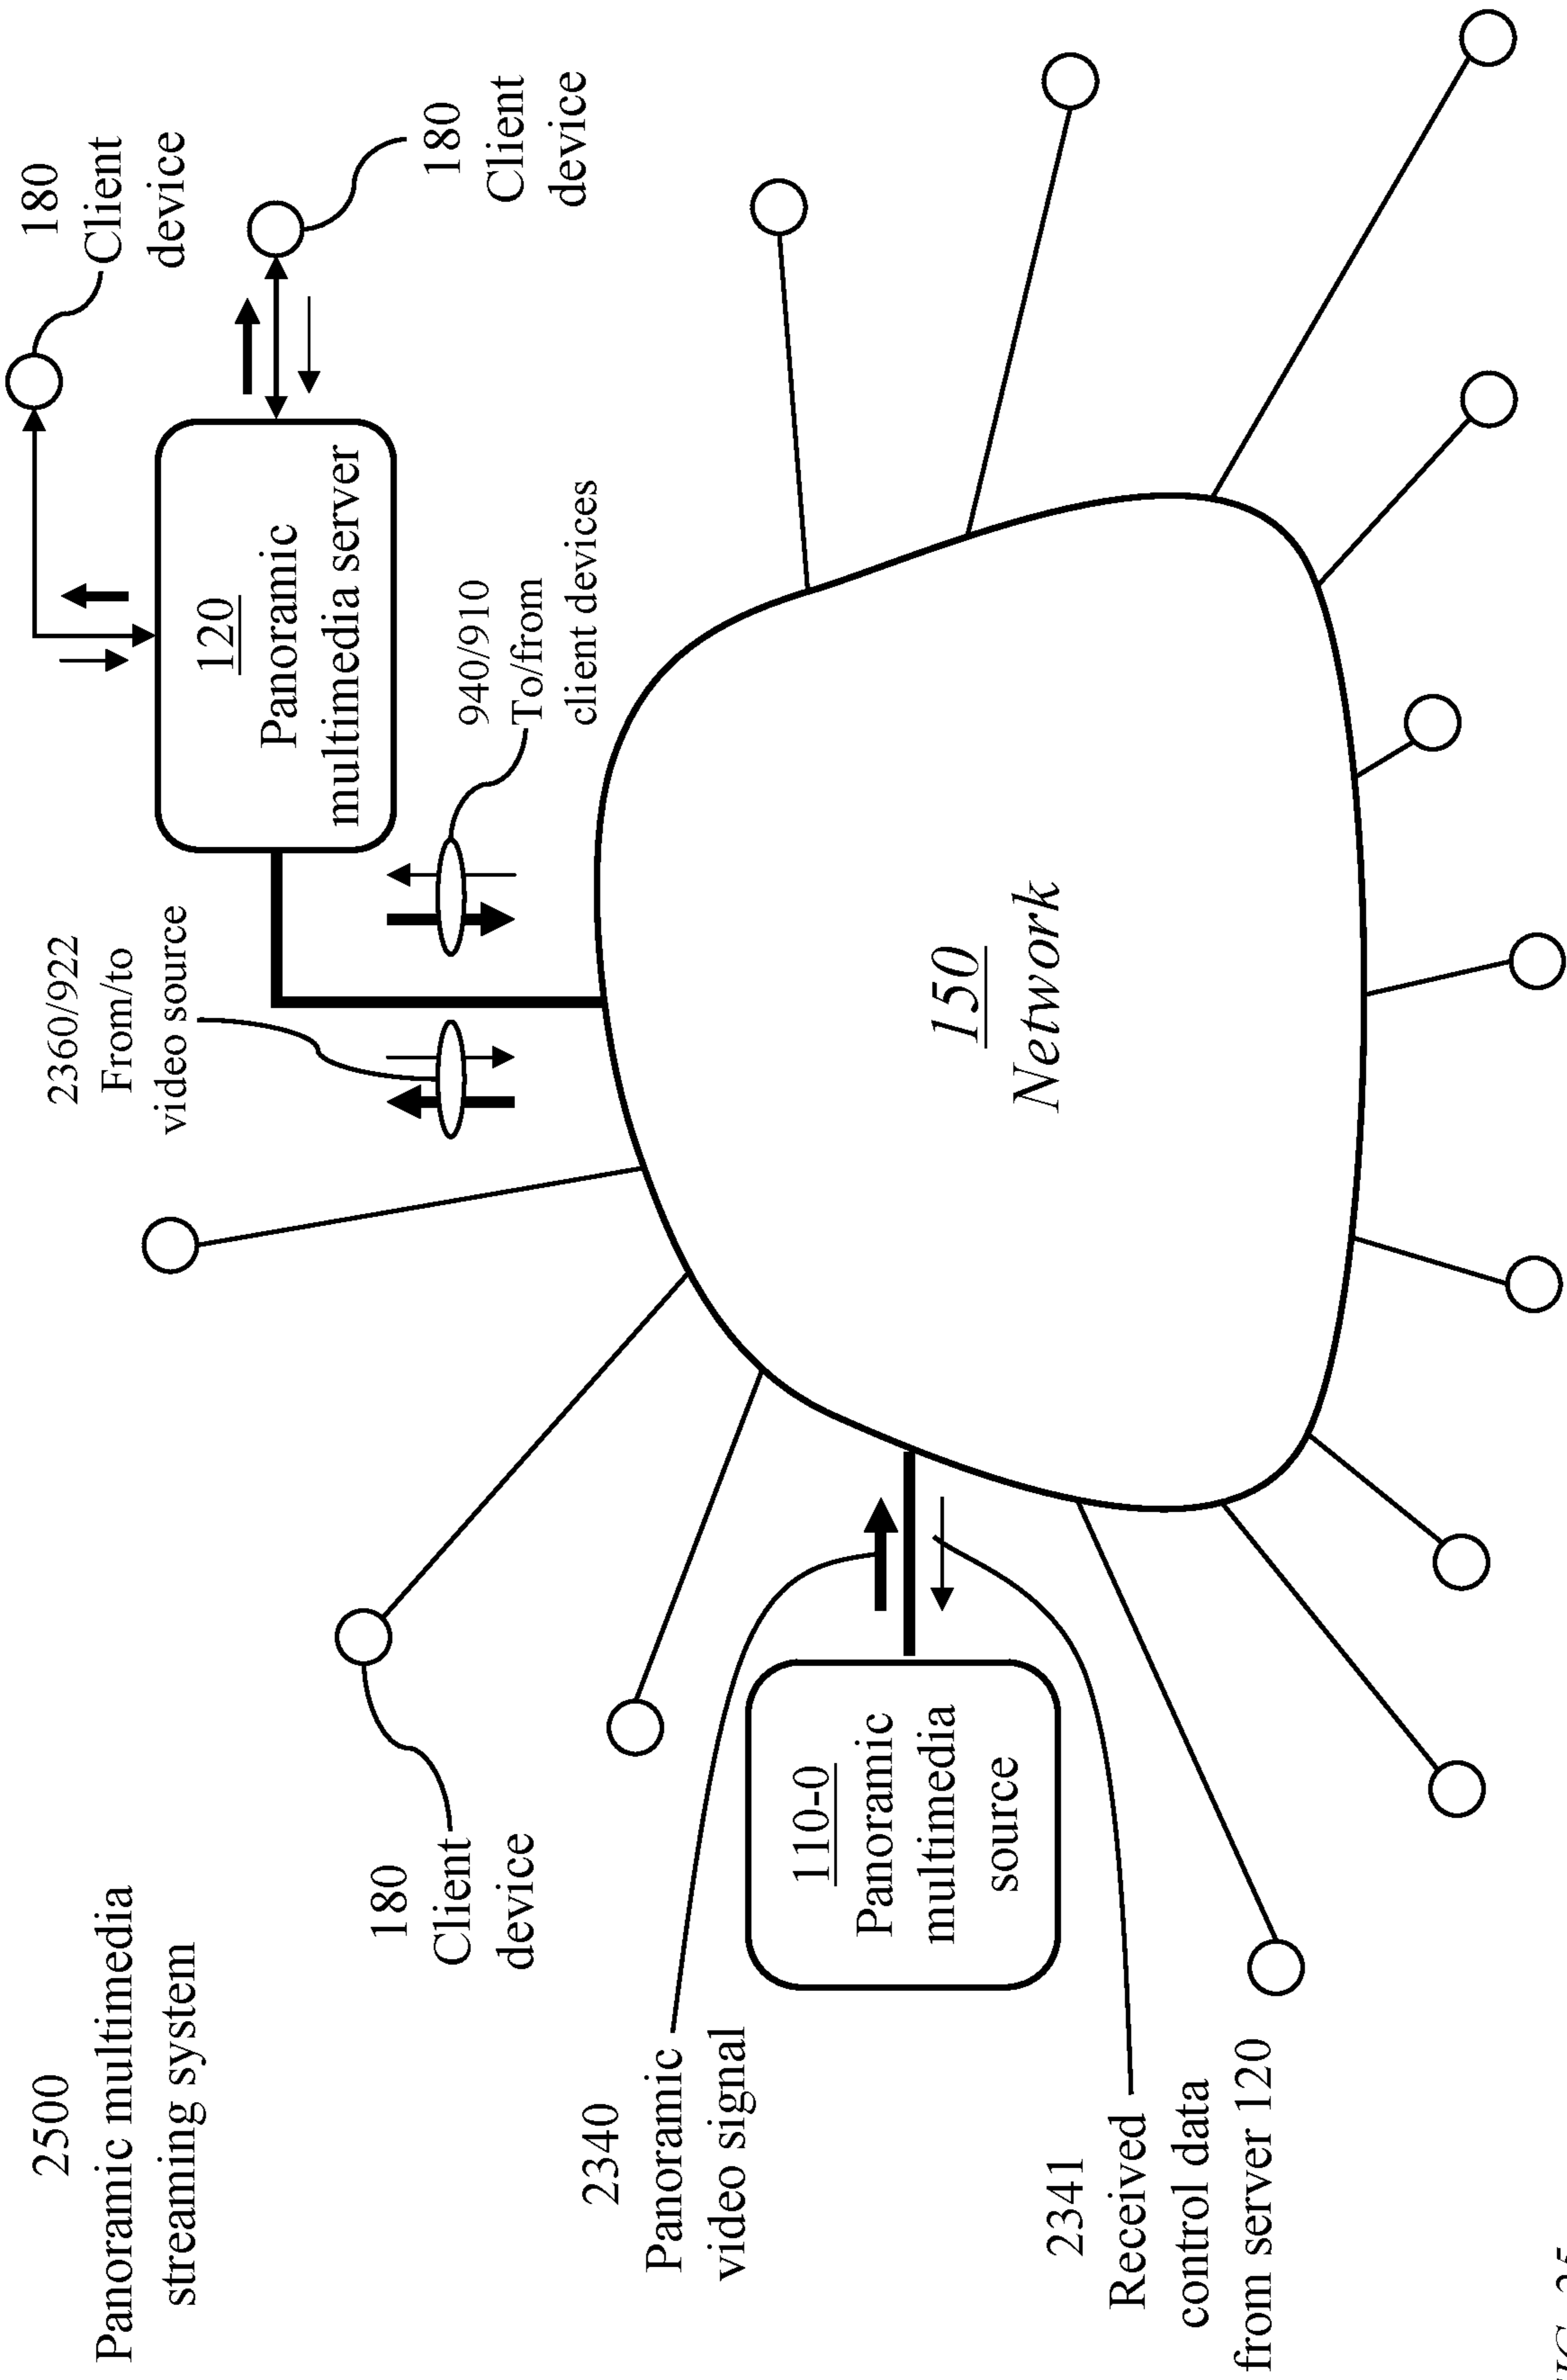 2500
Panoramic multimedia
streaming system
180
Client
device
2340
Panoramic
video signal
110-0
Panoramic
multimedia
source
2341
Received
control data
from server 120
2360/922
From/to
video source
120
Panoramic
multimedia server
180
Client
device
180
Client
device
940/910
To/from
client devices
150
Network